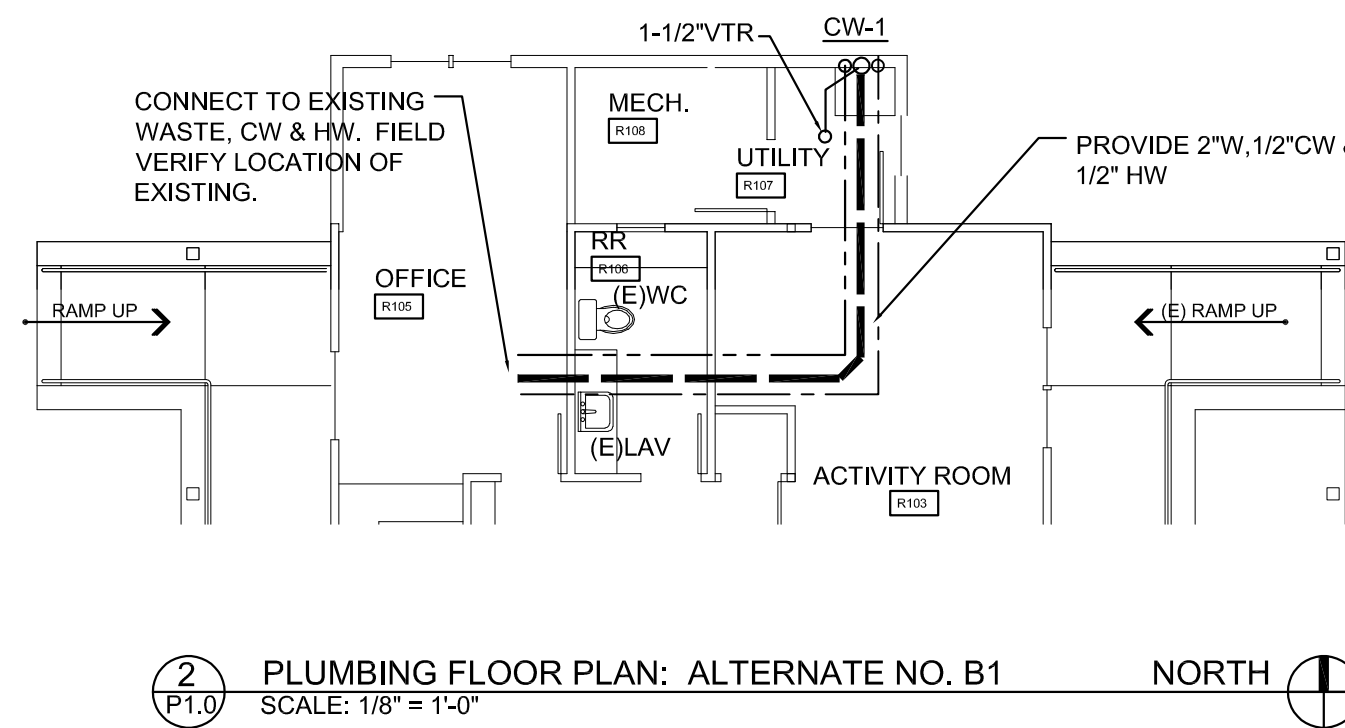 1-1/2"VTR
CW-1
CONNECT TO EXISTING
WASTE, CW & HW. FIELD
VERIFY LOCATION OF
EXISTING.
MECH.
R108
UTILITY
R107
PROVIDE 2"W,1/2"CW &
1/2" HW
RR
R106
(E)WC
OFFICE
R105
RAMP UP
(E) RAMP UP
(E)LAV
ACTIVITY ROOM
R103
2
P1.0
PLUMBING FLOOR PLAN: ALTERNATE NO. B1
SCALE: 1/8" = 1'-0"
NORTH